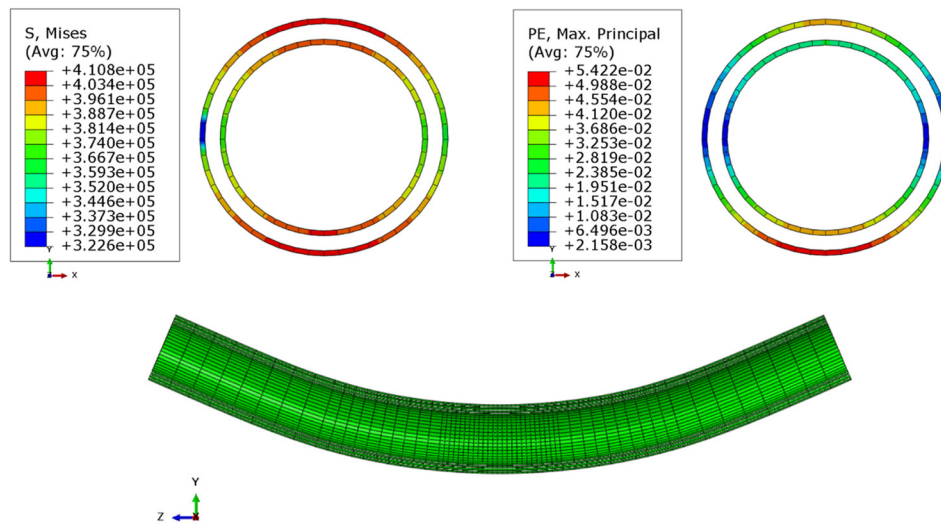 S, Mises
(Avg: 75%)
+4.108e+05
+4.034e+05
+3.961e+05
+3.887e+05
+3.814e+05
+3.740e+05
+3.667e+05
+3.593e+05
+3.520e+05
+3.446e+05
+3.373e+05
+3.299e+05
+3.226e+05
Y
Z
X
PE, Max. Principal
(Avg: 75%)
+5.422e-02
+4.988e-02
+4.554e-02
+4.120e-02
+3.686e-02
+3.253e-02
+2.819e-02
+2.385e-02
+1.951e-02
+1.517e-02
+1.083e-02
+6.496e-03
+2.158e-03
Y
Z
X
Y
Z
X